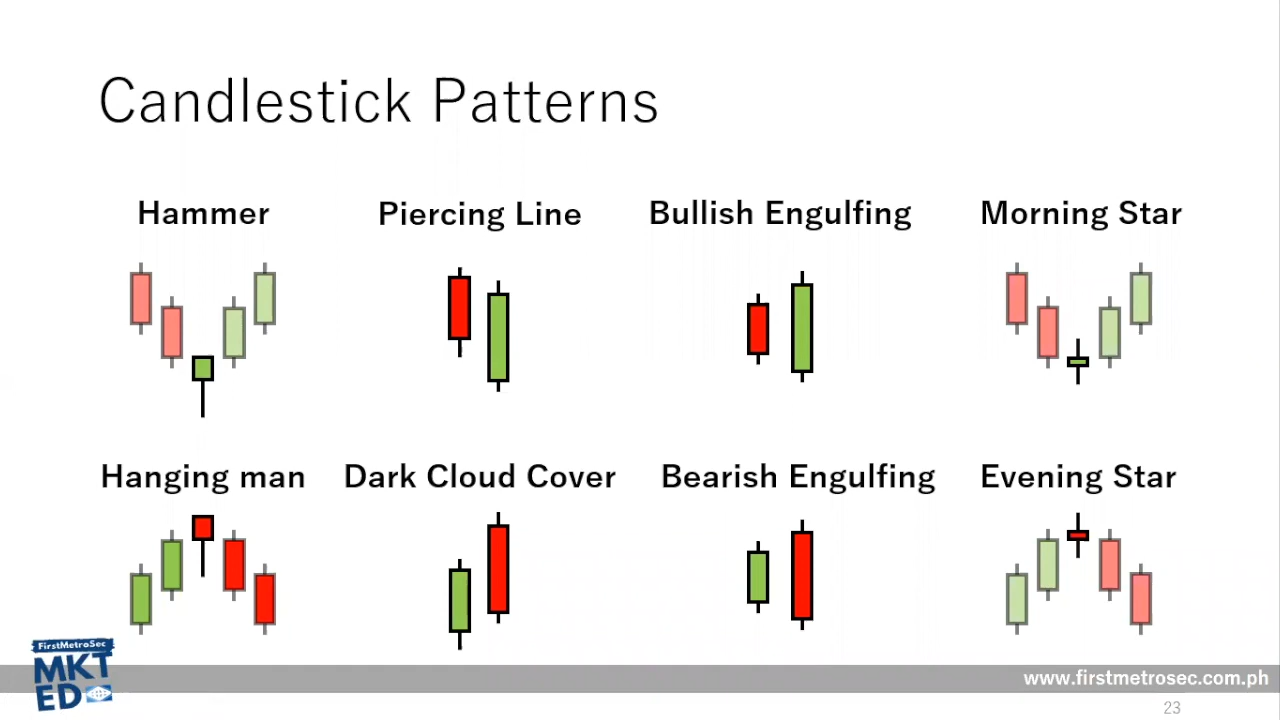 Candlestick Patterns
Hammer
Piercing Line
Bullish Engulfing
Morning Star
Hanging man
Dark Cloud Cover
Bearish Engulfing
Evening Star
FirstMetroSec
MKT
ED
www.firstmetrosec.com.ph
23